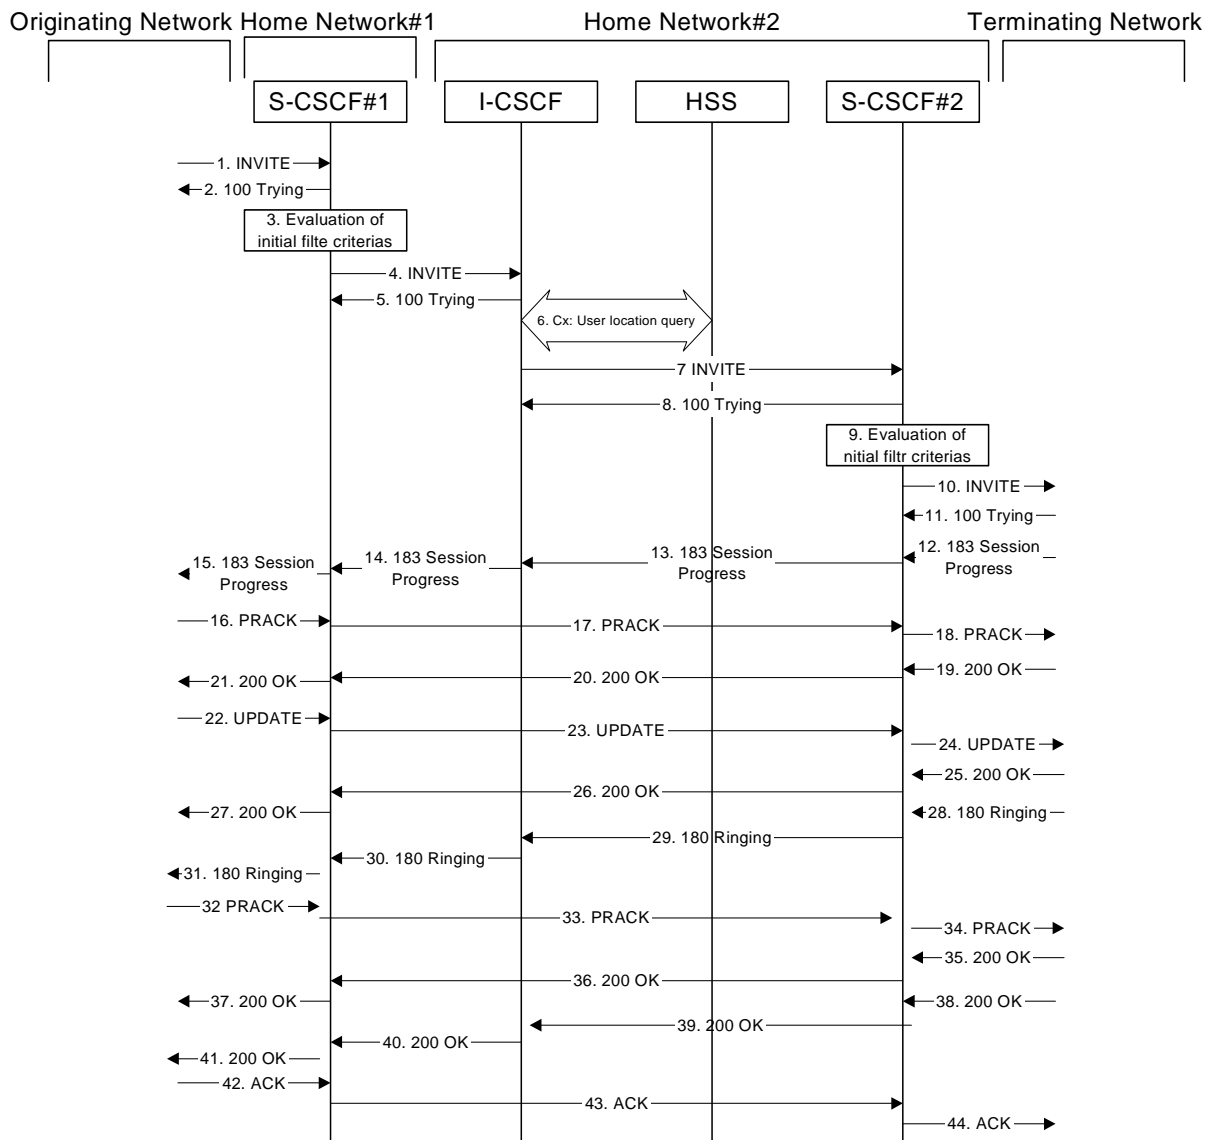 Originating Network Home Network#1 Home Network#2 Terminating Network
S-CSCF#1 I-CSCF HSS S-CSCF#2
1. INVITE
2. 100 Trying
3. Evaluation of
initial filte criterias
4. INVITE
5. 100 Trying
6. Cx: User location query
7 INVITE
8. 100 Trying
9. Evaluation of
nitial filtr criterias
10. INVITE
11. 100 Trying
12. 183 Session
Progress
13. 183 Session
Progress
14. 183 Session
Progress
15. 183 Session
Progress
16. PRACK
17. PRACK
18. PRACK
19. 200 OK
20. 200 OK
21. 200 OK
22. UPDATE
23. UPDATE
24. UPDATE
25. 200 OK
26. 200 OK
27. 200 OK
28. 180 Ringing
29. 180 Ringing
30. 180 Ringing
31. 180 Ringing
32 PRACK
33. PRACK
34. PRACK
35. 200 OK
36. 200 OK
37. 200 OK
38. 200 OK
39. 200 OK
40. 200 OK
41. 200 OK
42. ACK
43. ACK
44. ACK